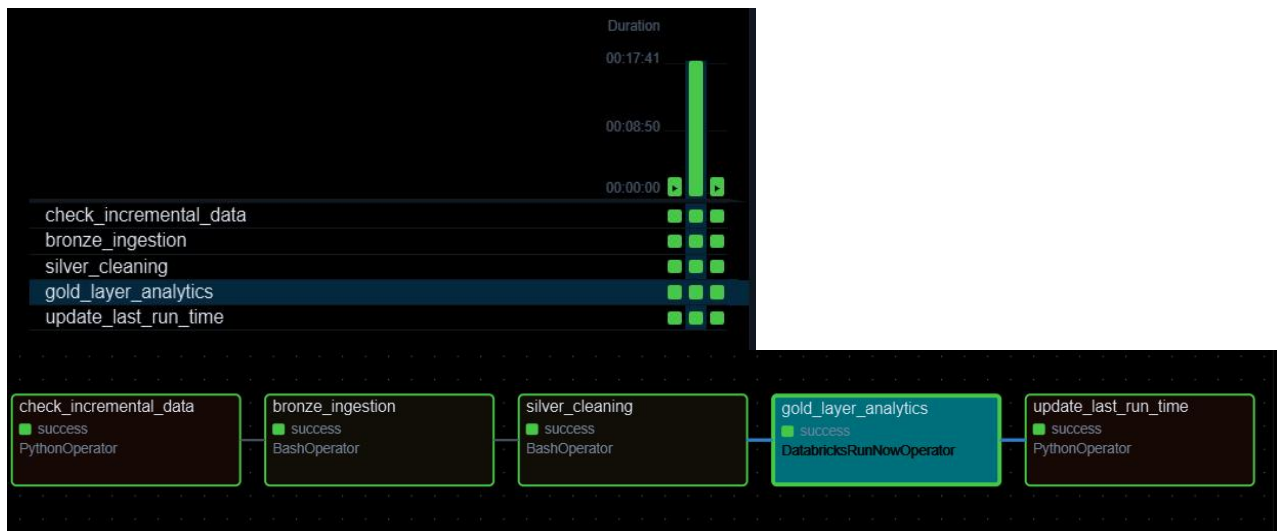 Duration
00:17:41
00:08:50
00:00:00
check_incremental_data
bronze_ingestion
silver_cleaning
gold_layer_analytics
update_last_run_time
check_incremental_data
success
PythonOperator
bronze_ingestion
success
BashOperator
silver_cleaning
success
BashOperator
gold_layer_analytics
success
DatabricksRunNowOperator
update_last_run_time
success
PythonOperator